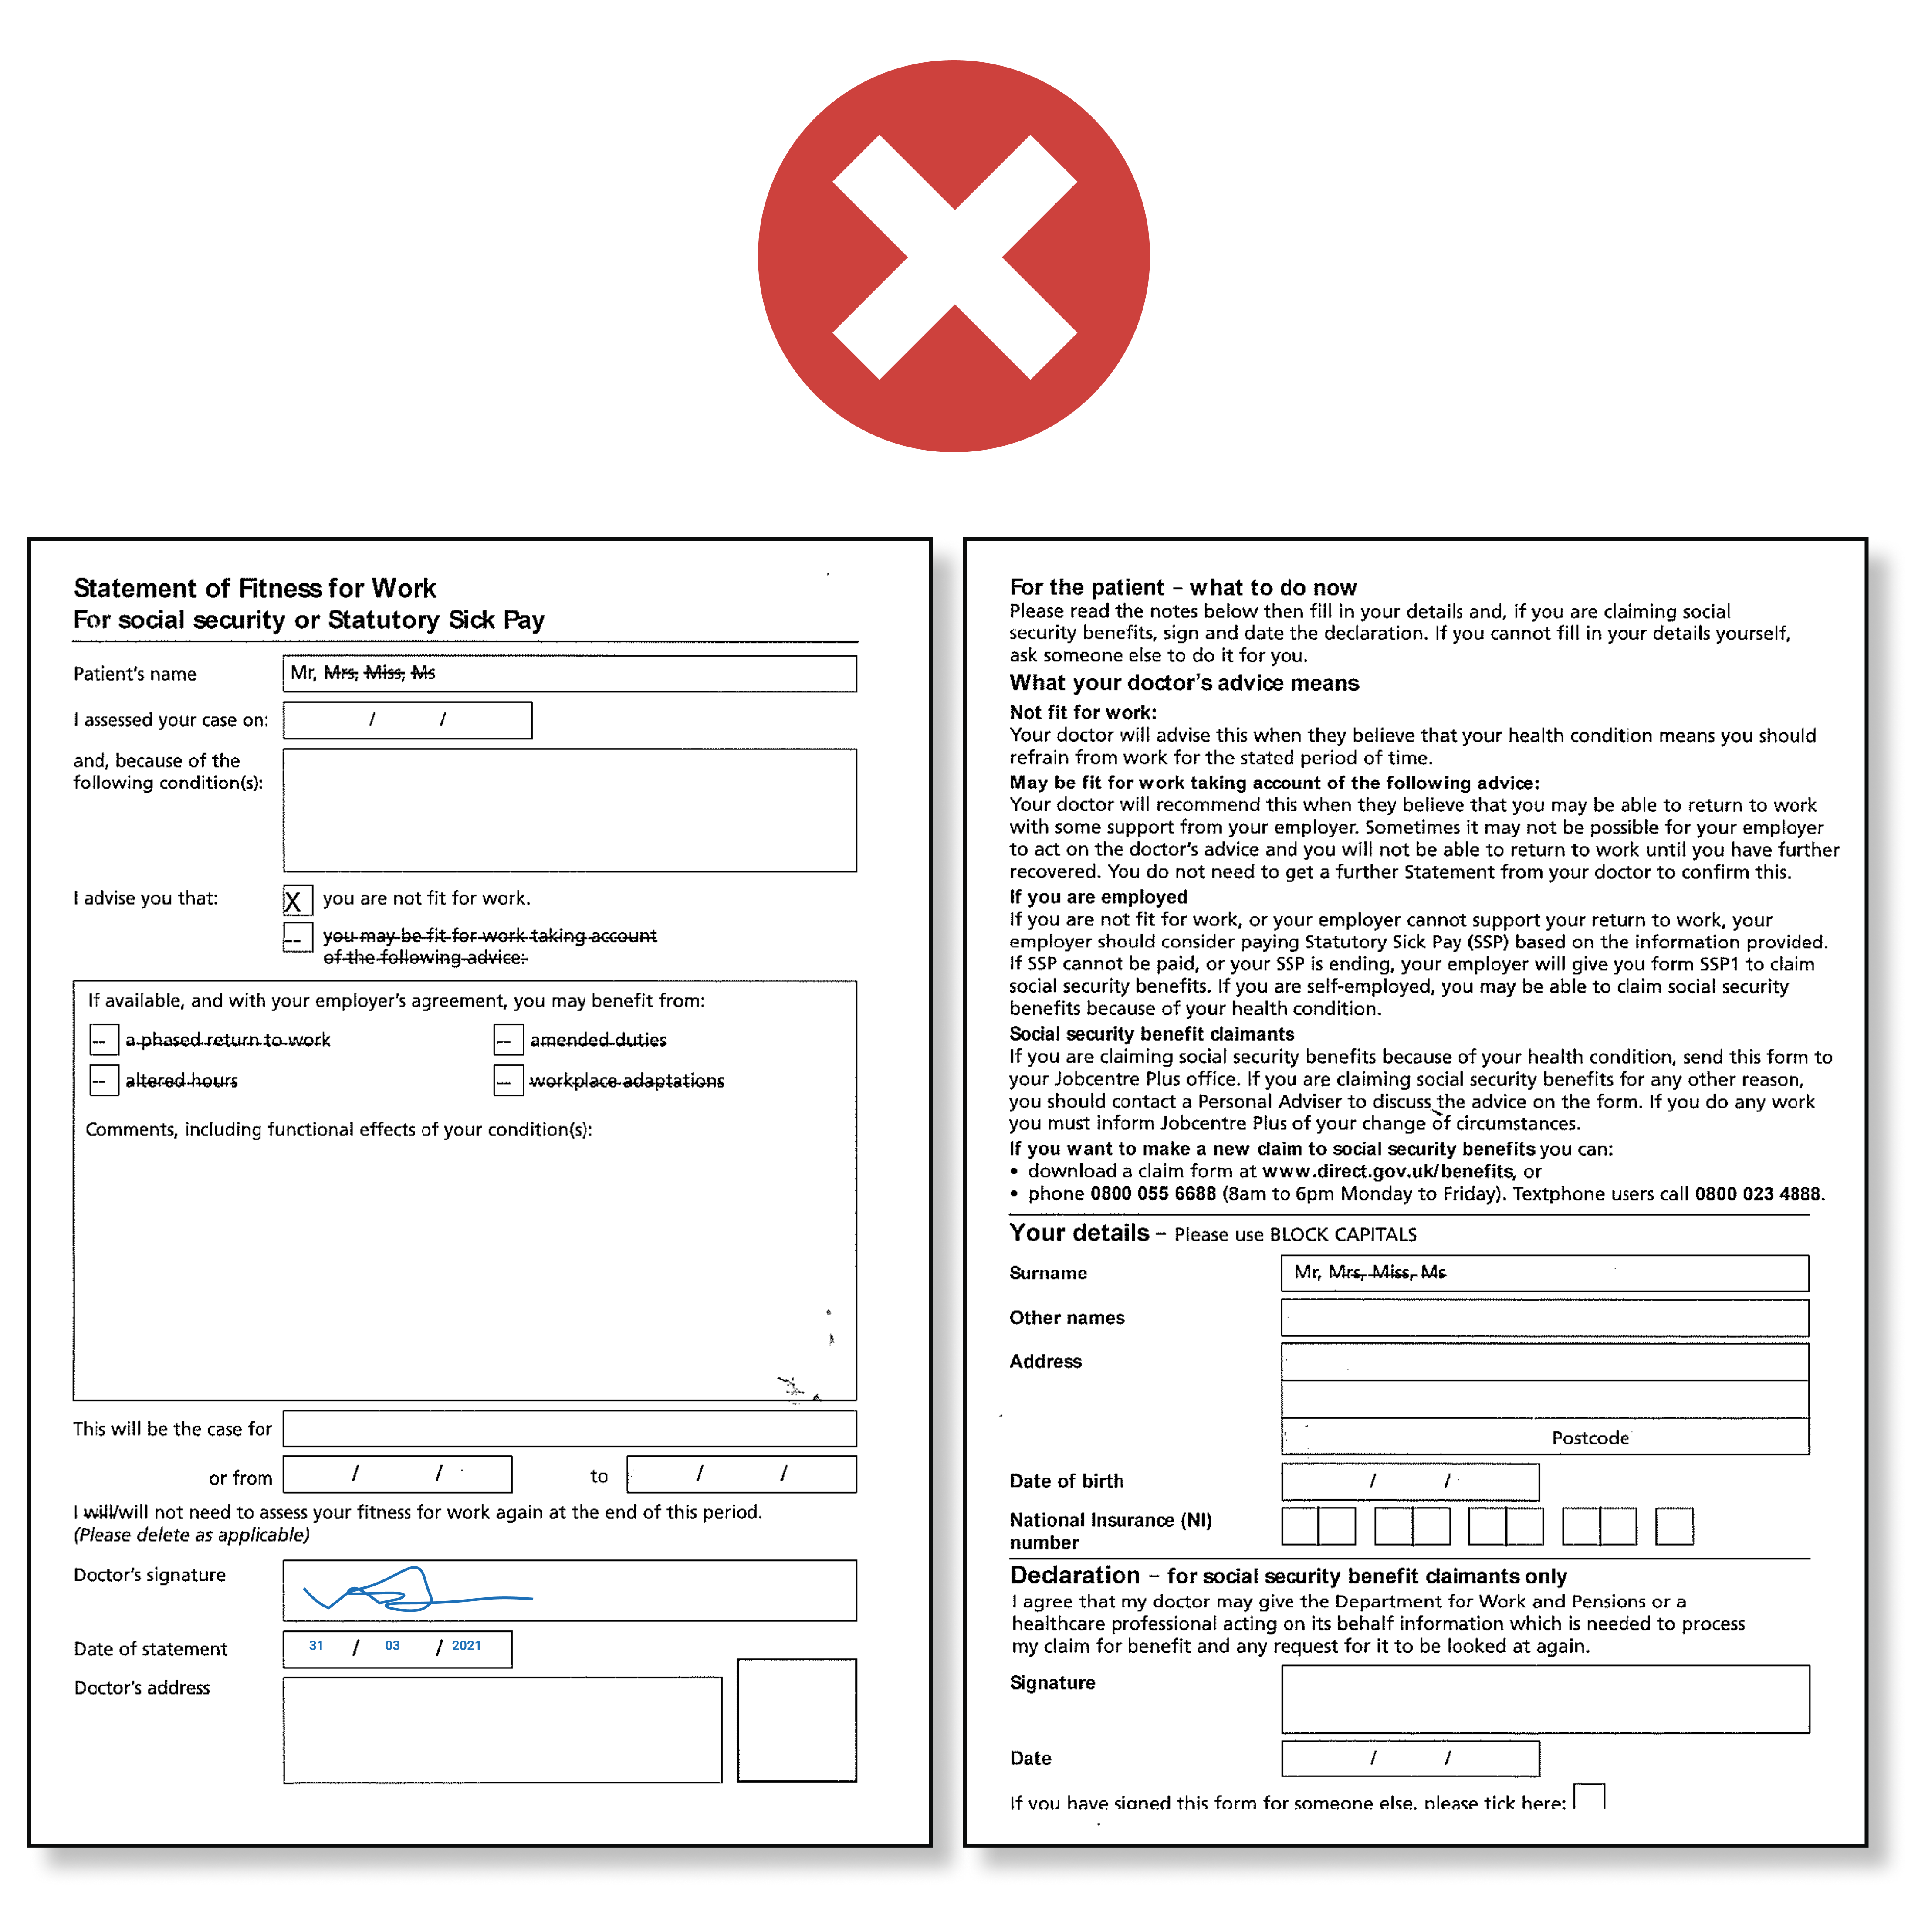 Statement of Fitness for Work
For social security or Statutory Sick Pay
Patient's name
Mr, Mrs, Miss, Ms
I assessed your case on:
/ /
and, because of the
following condition(s):
I advise you that:
X you are not fit for work.
-- you may be fit for work taking account
of the following advice:
If available, and with your employer's agreement, you may benefit from:
-- a phased return to work
-- amended duties
-- altered hours
-- workplace adaptations
Comments, including functional effects of your condition(s):
This will be the case for
or from / / to / /
I will/will not need to assess your fitness for work again at the end of this period.
(Please delete as applicable)
Doctor's signature
Date of statement
31 / 03 / 2021
Doctor's address
For the patient – what to do now
Please read the notes below then fill in your details and, if you are claiming social
security benefits, sign and date the declaration. If you cannot fill in your details yourself,
ask someone else to do it for you.
What your doctor's advice means
Not fit for work:
Your doctor will advise this when they believe that your health condition means you should
refrain from work for the stated period of time.
May be fit for work taking account of the following advice:
Your doctor will recommend this when they believe that you may be able to return to work
with some support from your employer. Sometimes it may not be possible for your employer
to act on the doctor's advice and you will not be able to return to work until you have further
recovered. You do not need to get a further Statement from your doctor to confirm this.
If you are employed
If you are not fit for work, or your employer cannot support your return to work, your
employer should consider paying Statutory Sick Pay (SSP) based on the information provided.
If SSP cannot be paid, or your SSP is ending, your employer will give you form SSP1 to claim
social security benefits. If you are self-employed, you may be able to claim social security
benefits because of your health condition.
Social security benefit claimants
If you are claiming social security benefits because of your health condition, send this form to
your Jobcentre Plus office. If you are claiming social security benefits for any other reason,
you should contact a Personal Adviser to discuss the advice on the form. If you do any work
you must inform Jobcentre Plus of your change of circumstances.
If you want to make a new claim to social security benefits you can:
• download a claim form at www.direct.gov.uk/benefits, or
• phone 0800 055 6688 (8am to 6pm Monday to Friday). Textphone users call 0800 023 4888.
Your details – Please use BLOCK CAPITALS
Surname
Mr, Mrs, Miss, Ms
Other names
Address
Postcode
Date of birth
/ /
National Insurance (NI)
number
Declaration – for social security benefit claimants only
I agree that my doctor may give the Department for Work and Pensions or a
healthcare professional acting on its behalf information which is needed to process
my claim for benefit and any request for it to be looked at again.
Signature
Date
/ /
If you have signed this form for someone else, please tick here: